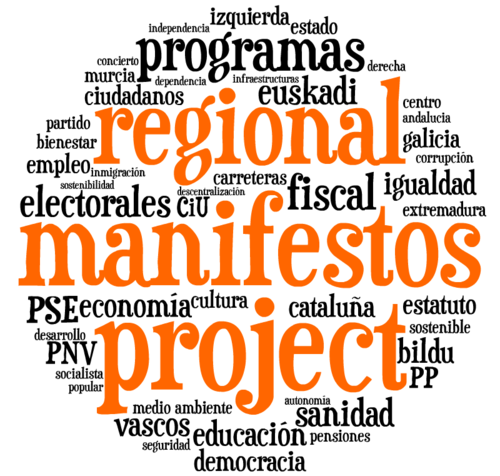 izquierda
independencia
estado
programas
concierto
derecha
murcia
dependencia
infraestructuras
ciudadanos
euskadi
regional
centro
andalucia
partido
bienestar
galicia
corrupción
empleo
inmigración
carreteras
fiscal
igualdad
sostenibilidad
descentralización
electorales
CiU
extremadura
manifestos
PSE
economía
cultura
cataluña
estatuto
project
sostenible
desarrollo
PNV
bildu
socialista
PP
popular
medio ambiente
autonomía
sanidad
vascos
educación
pensiones
seguridad
democracia